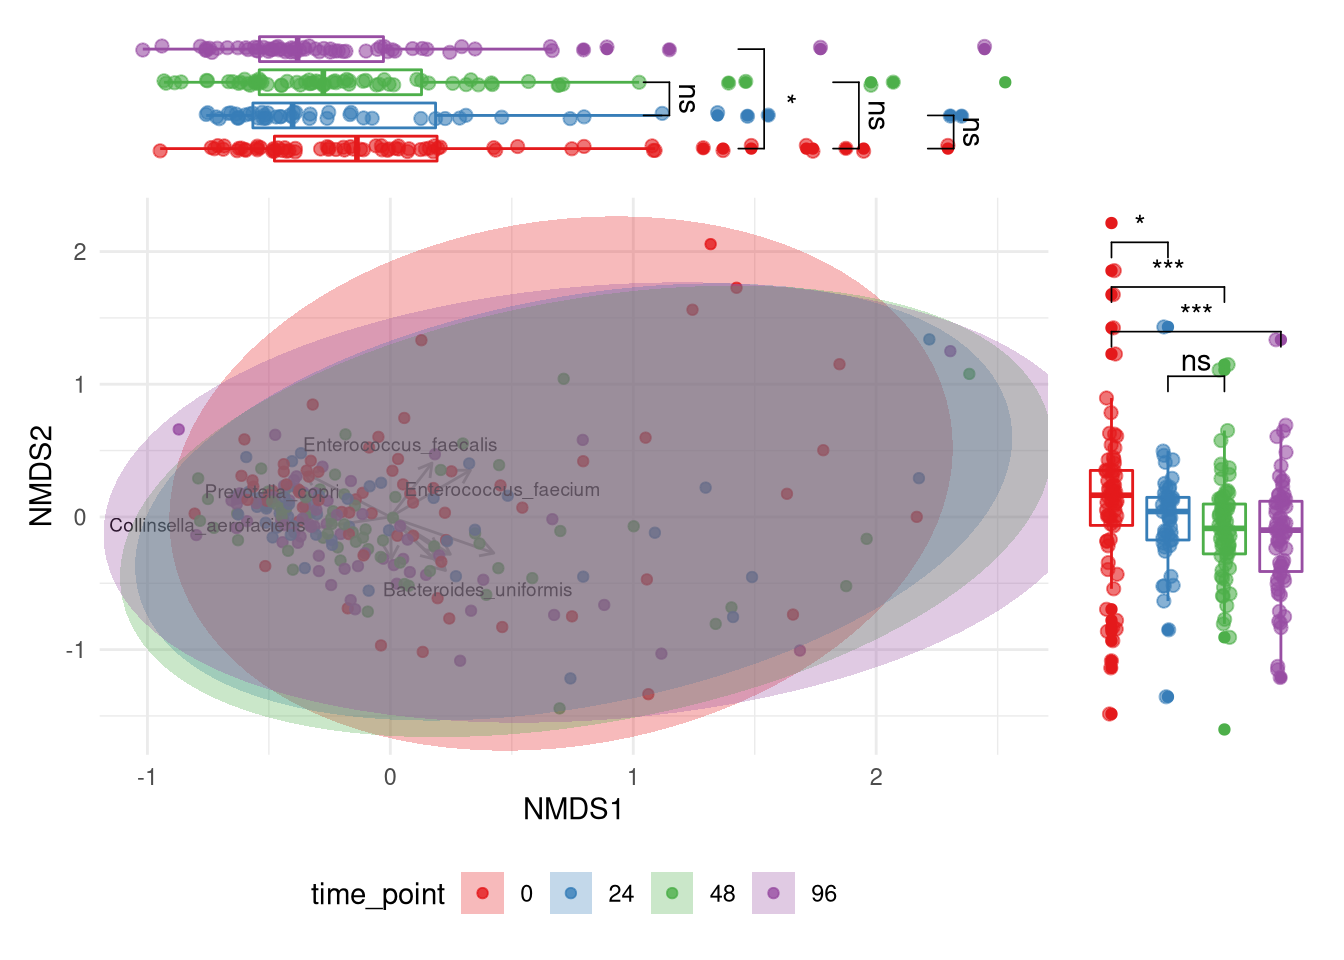 ns
*
ns
ns
*
***
***
ns
2
1
0
-1
NMDS2
Enterococcus_faecalis
Prevotella_copri
Enterococcus_faecium
Collinsella_aerofaciens
Bacteroides_uniformis
-1 0 1 2
NMDS1
time_point 0 24 48 96